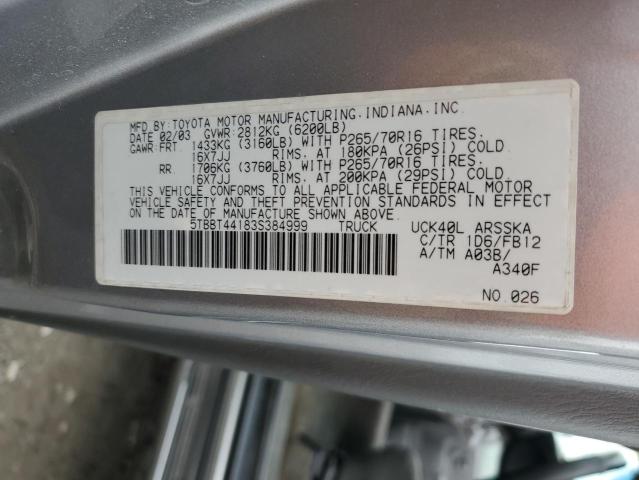 MFD.BY:TOYOTA MOTOR MANUFACTURING.INDIANA.INC.
DATE 02/03 GVWR:2812KG (6200LB)
GAWR:FRT 1433KG (3160LB) WITH P265/70R16 TIRES.
16X7JJ RIMS. AT 180KPA (26PSI) COLD
RR 1706KG (3760LB) WITH P265/70R16 TIRES.
16X7JJ RIMS. AT 200KPA (29PSI) COLD.
THIS VEHICLE CONFORMS TO ALL APPLICABLE FEDERAL MOTOR
VEHICLE SAFETY AND THEFT PREVENTION STANDARDS IN EFFECT
ON THE DATE OF MANUFACTURE SHOWN ABOVE.
5TBBT44183S384999 TRUCK UCK40L ARSSKA
C/TR 1D6/FB12
A/TM A03B/
A340F
NO.026